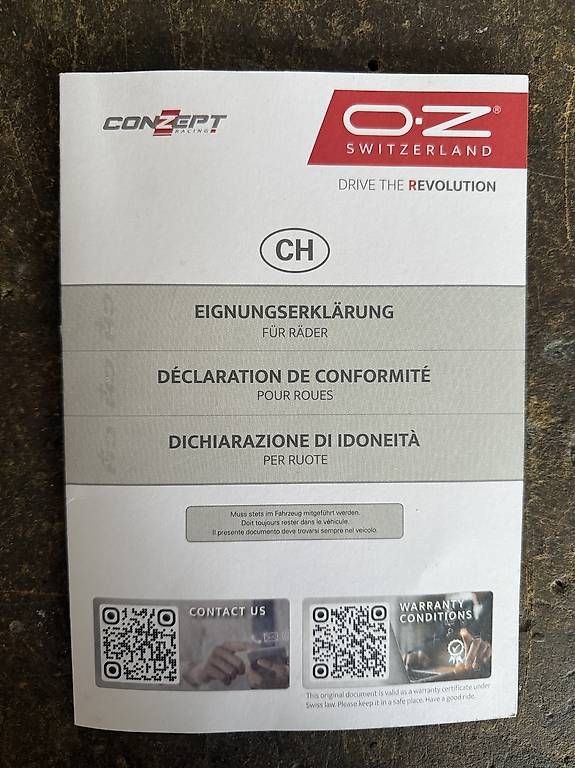 CONZEPT
RACING
O·Z®
SWITZERLAND
DRIVE THE REVOLUTION
CH
EIGNUNGSERKLÄRUNG
FÜR RÄDER
DÉCLARATION DE CONFORMITÉ
POUR ROUES
DICHIARAZIONE DI IDONEITÀ
PER RUOTE
Muss stets im Fahrzeug mitgeführt werden.
Doit toujours rester dans le véhicule.
Il presente documento deve trovarsi sempre nel veicolo.
CONTACT US
WARRANTY
CONDITIONS
This original document is valid as a warranty certificate under
Swiss law. Please keep it in a safe place. Have a good ride.